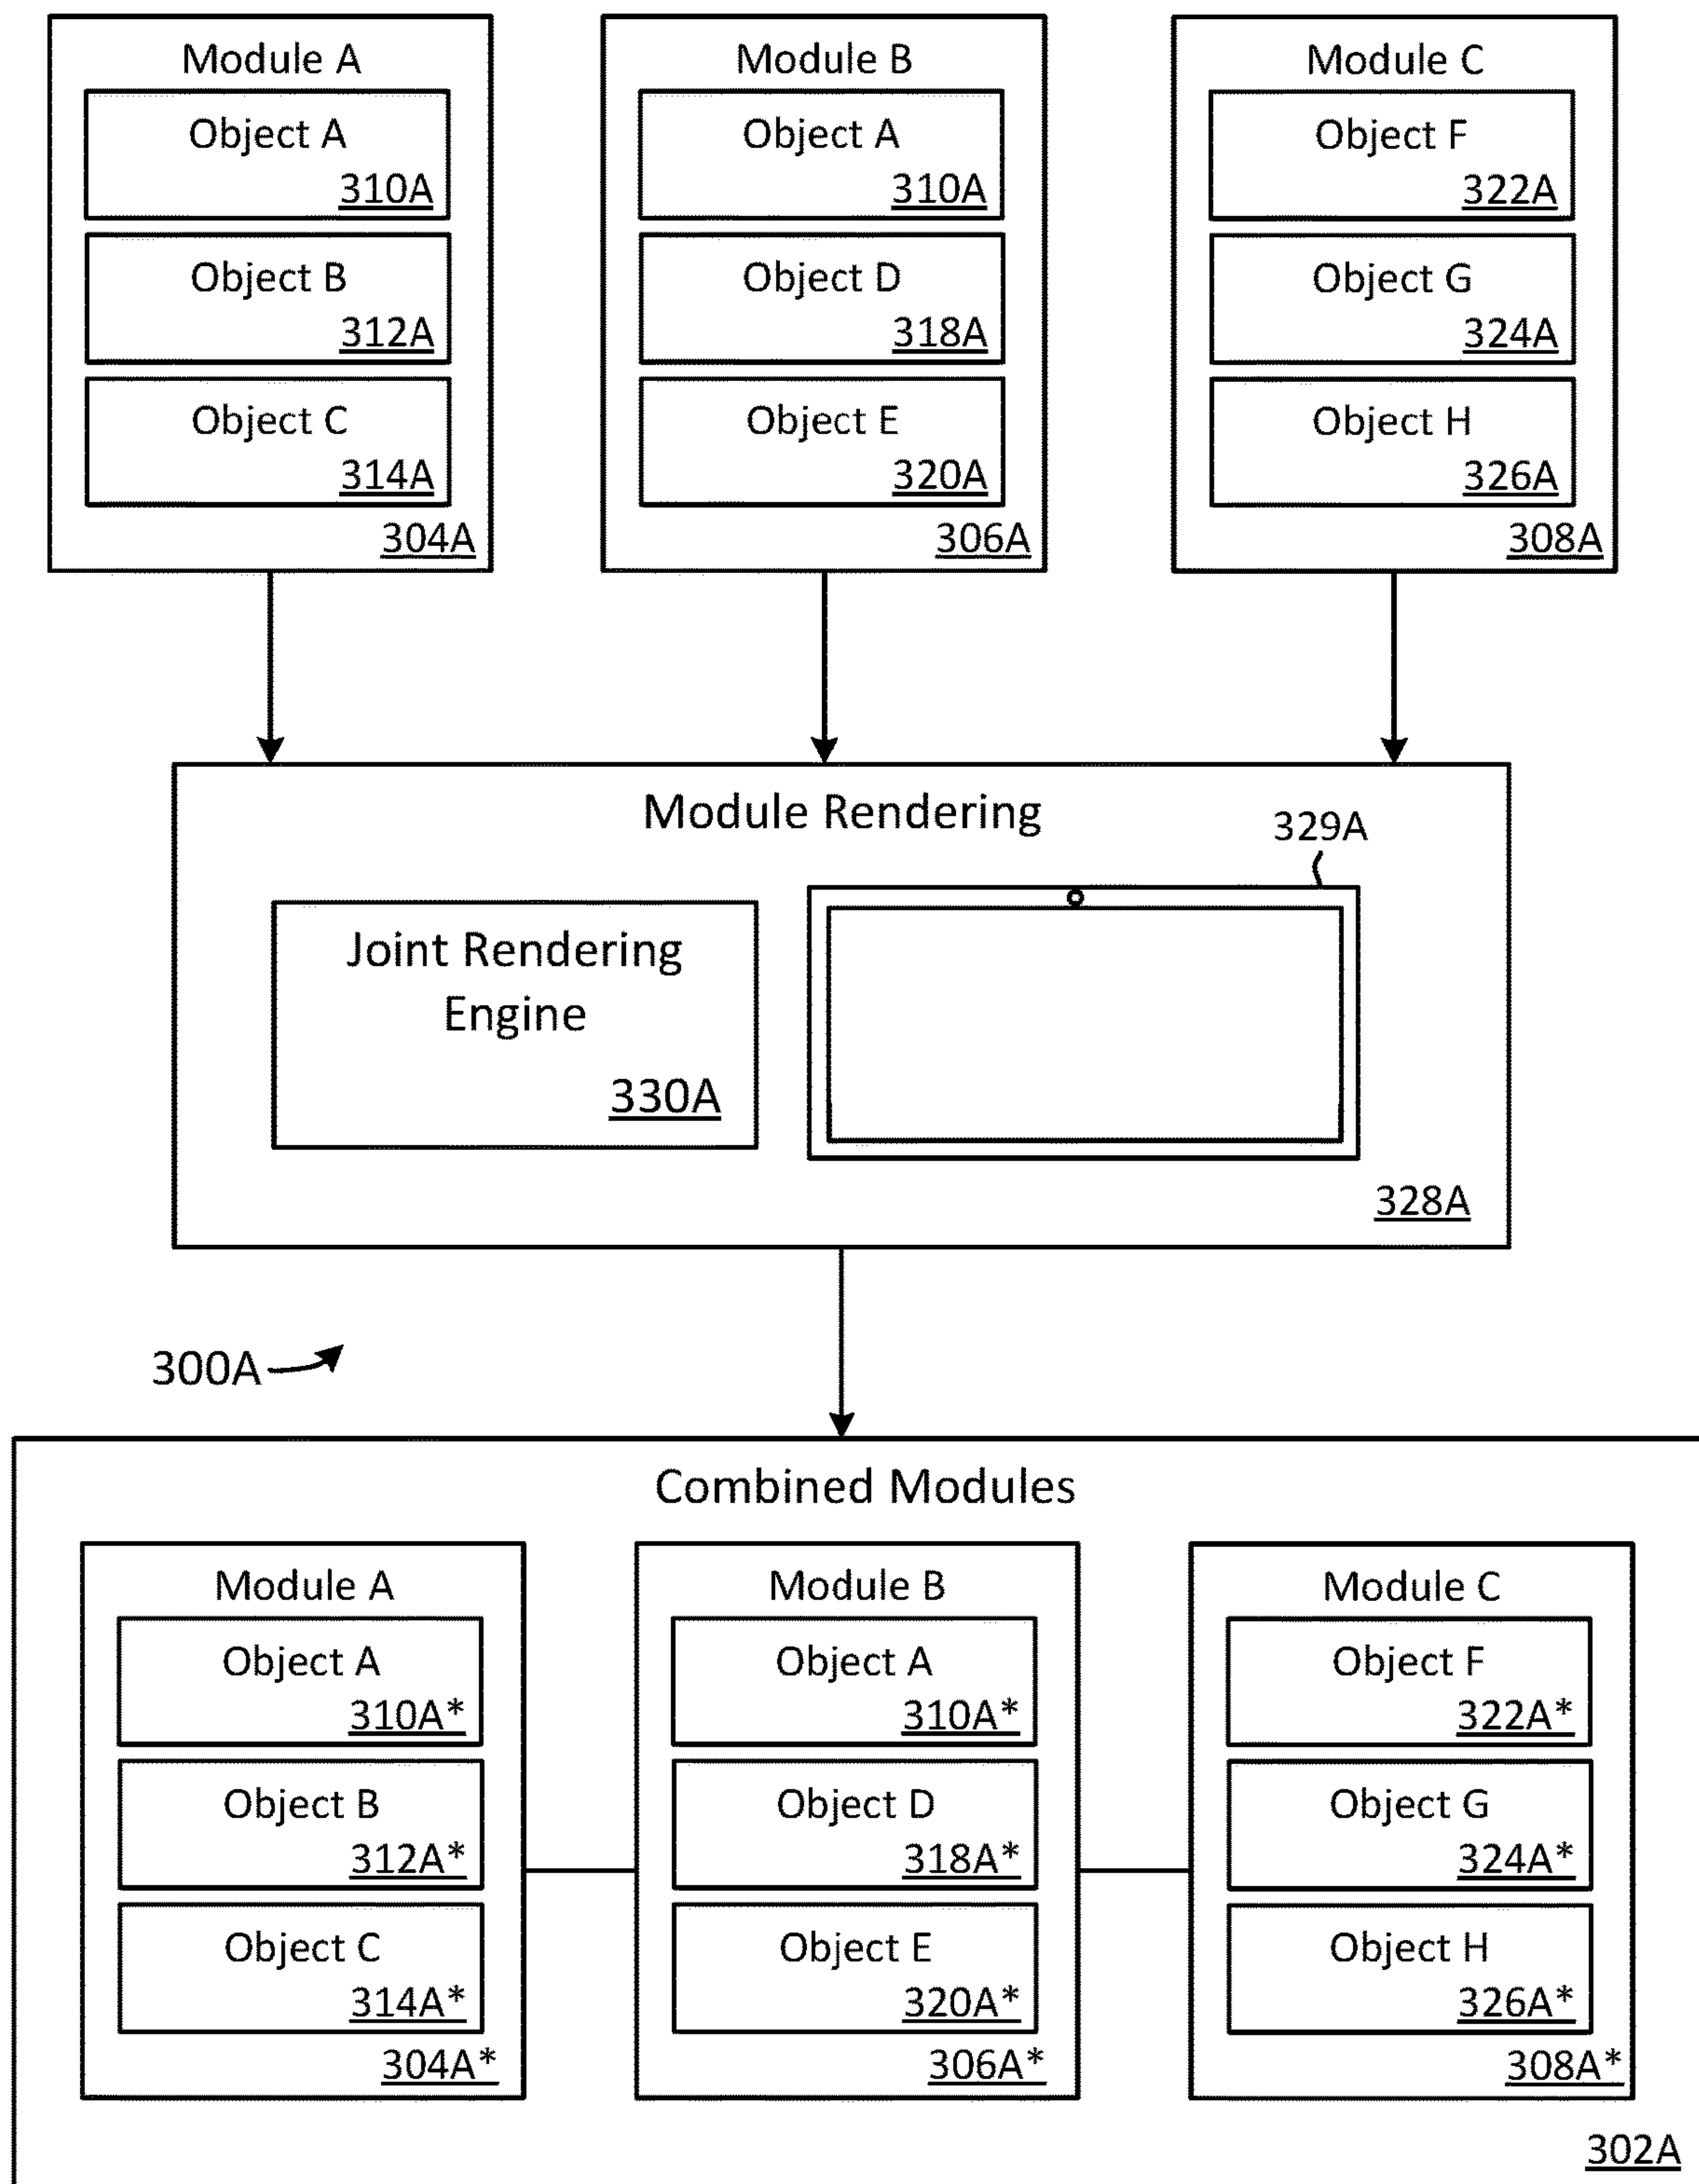 Module A
Object A
310A
Object B
312A
Object C
314A
304A
Module B
Object A
310A
Object D
318A
Object E
320A
306A
Module C
Object F
322A
Object G
324A
Object H
326A
308A
Module Rendering
329A
Joint Rendering
Engine
330A
328A
300A
Combined Modules
Module A
Object A
310A*
Object B
312A*
Object C
314A*
304A*
Module B
Object A
310A*
Object D
318A*
Object E
320A*
306A*
Module C
Object F
322A*
Object G
324A*
Object H
326A*
308A*
302A